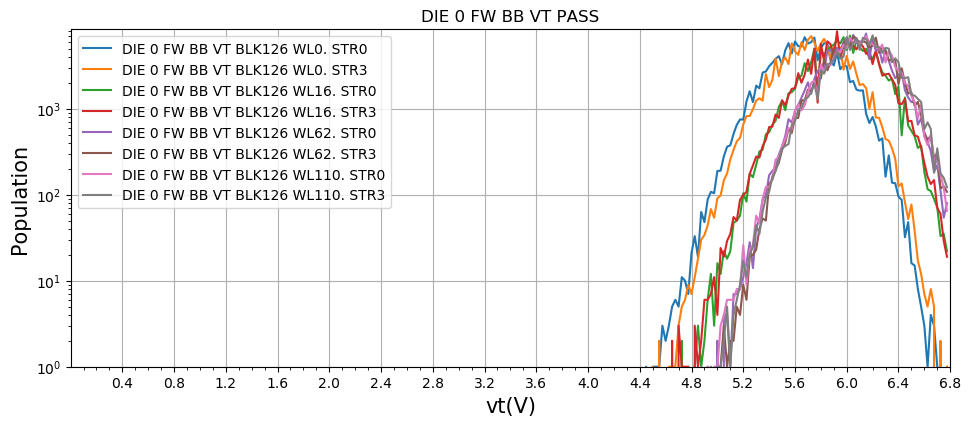 DIE 0 FW BB VT PASS
DIE 0 FW BB VT BLK126 WL0. STR0
DIE 0 FW BB VT BLK126 WL0. STR3
DIE 0 FW BB VT BLK126 WL16. STR0
DIE 0 FW BB VT BLK126 WL16. STR3
DIE 0 FW BB VT BLK126 WL62. STR0
DIE 0 FW BB VT BLK126 WL62. STR3
DIE 0 FW BB VT BLK126 WL110. STR0
DIE 0 FW BB VT BLK126 WL110. STR3
Population
10³
10²
10¹
10⁰
0.4 0.8 1.2 1.6 2.0 2.4 2.8 3.2 3.6 4.0 4.4 4.8 5.2 5.6 6.0 6.4 6.8
vt(V)